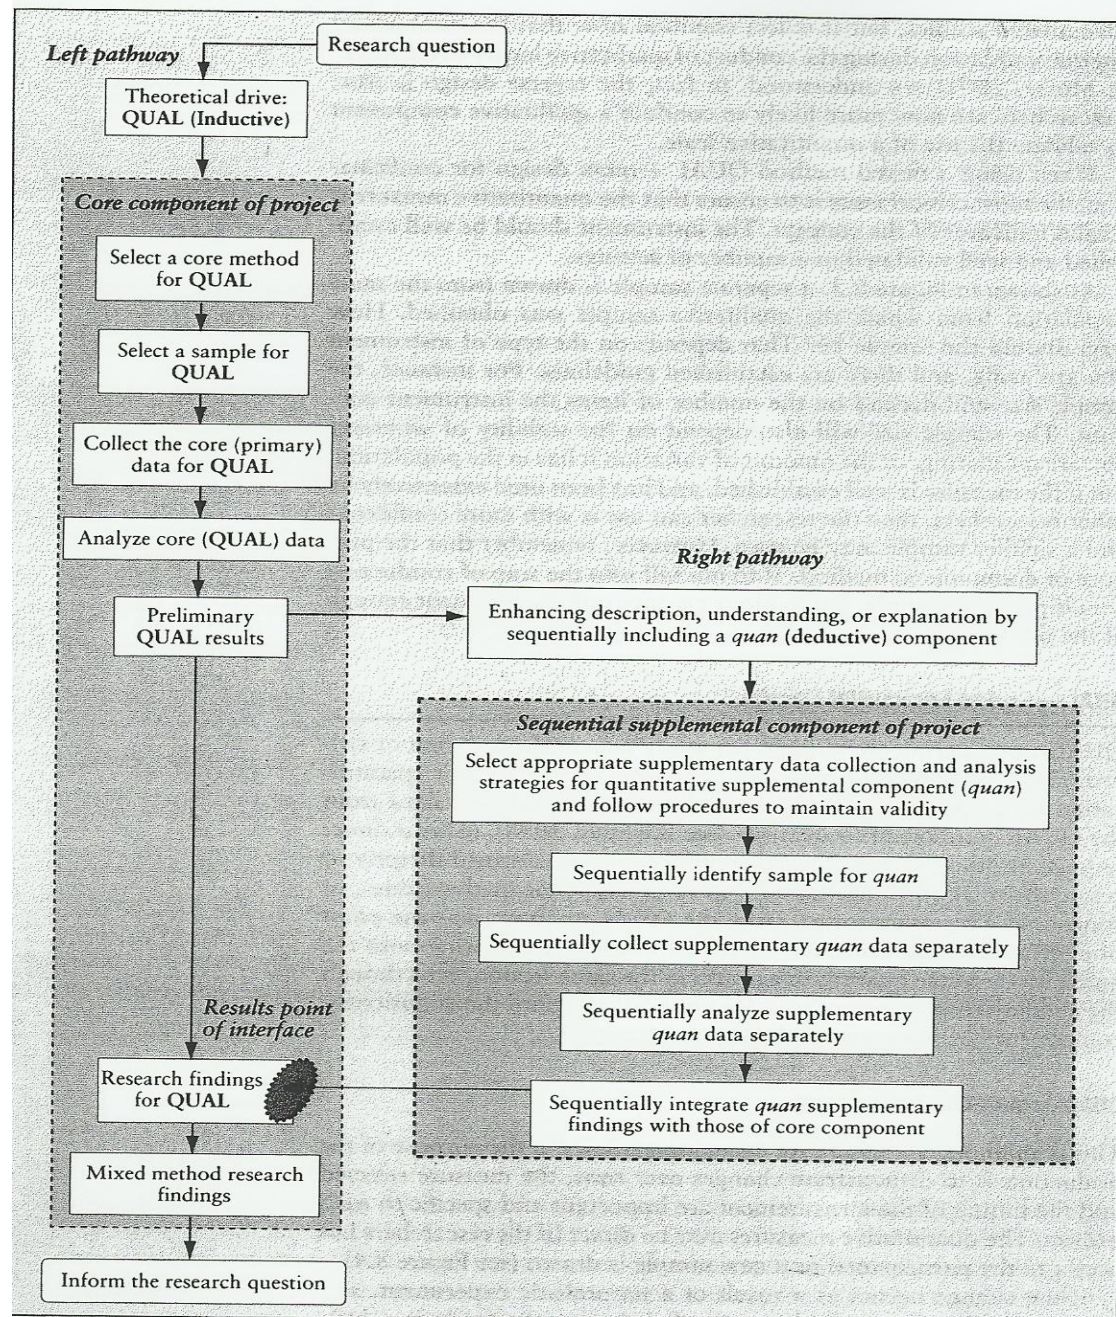 Left pathway
Research question
Theoretical drive:
QUAL (Inductive)
Core component of project
Select a core method
for QUAL
Select a sample for
QUAL
Collect the core (primary)
data for QUAL
Analyze core (QUAL) data
Preliminary
QUAL results
Right pathway
Enhancing description, understanding, or explanation by
sequentially including a quan (deductive) component
Sequential supplemental component of project
Select appropriate supplementary data collection and analysis
strategies for quantitative supplemental component (quan)
and follow procedures to maintain validity
Sequentially identify sample for quan
Sequentially collect supplementary quan data separately
Sequentially analyze supplementary
quan data separately
Sequentially integrate quan supplementary
findings with those of core component
Results point
of interface
Research findings
for QUAL
Mixed method research
findings
Inform the research question